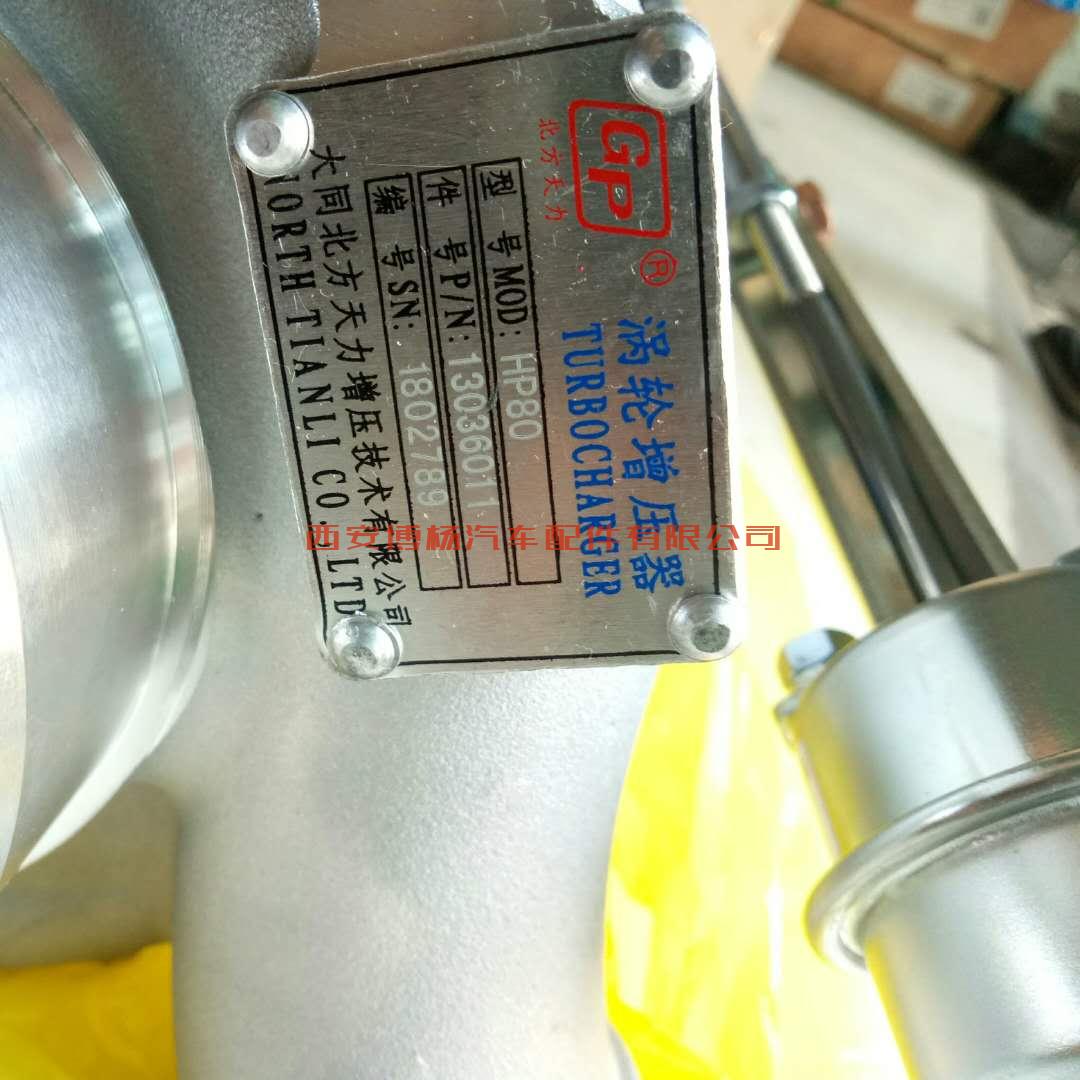 GP®
北方天力
涡轮增压器
TURBOCHARGER
型号MOD: HP80
件号P/N: 13036011
编号SN: 1802789
大同北方天力增压技术有限公司
NORTH TIANLI CO. LTD
西安博杨汽车配件有限公司